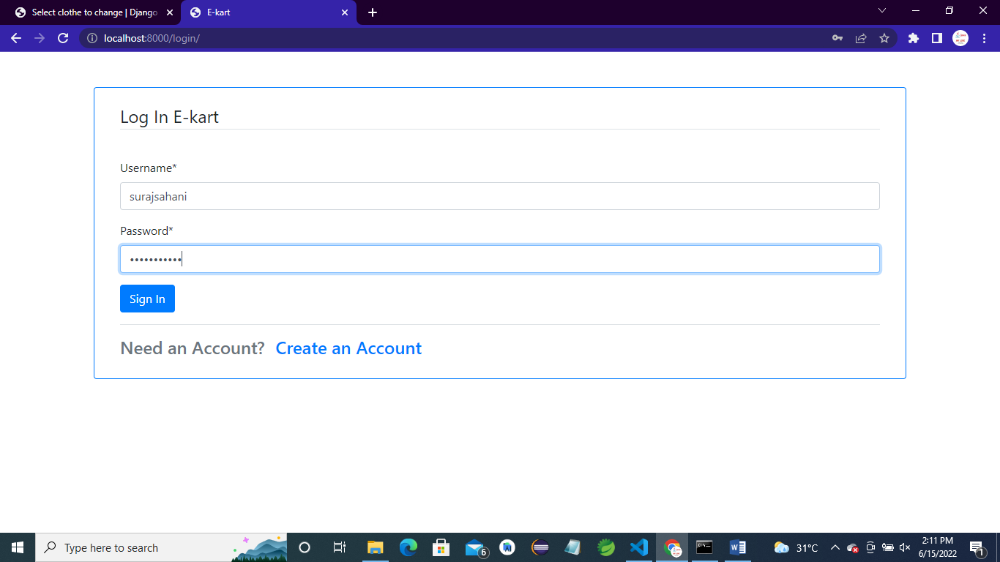 Select clothe to change | Django
E-kart
localhost:8000/login/
Log In E-kart
Username*
surajsahani
Password*
•••••••••••
Sign In
Need an Account? Create an Account
Type here to search
6
31°C
2:11 PM
6/15/2022
1